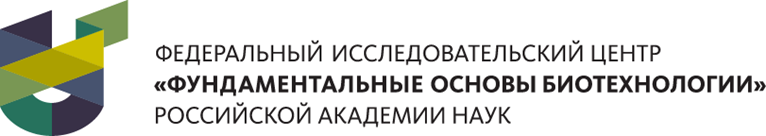 ФЕДЕРАЛЬНЫЙ ИССЛЕДОВАТЕЛЬСКИЙ ЦЕНТР
«ФУНДАМЕНТАЛЬНЫЕ ОСНОВЫ БИОТЕХНОЛОГИИ»
РОССИЙСКОЙ АКАДЕМИИ НАУК